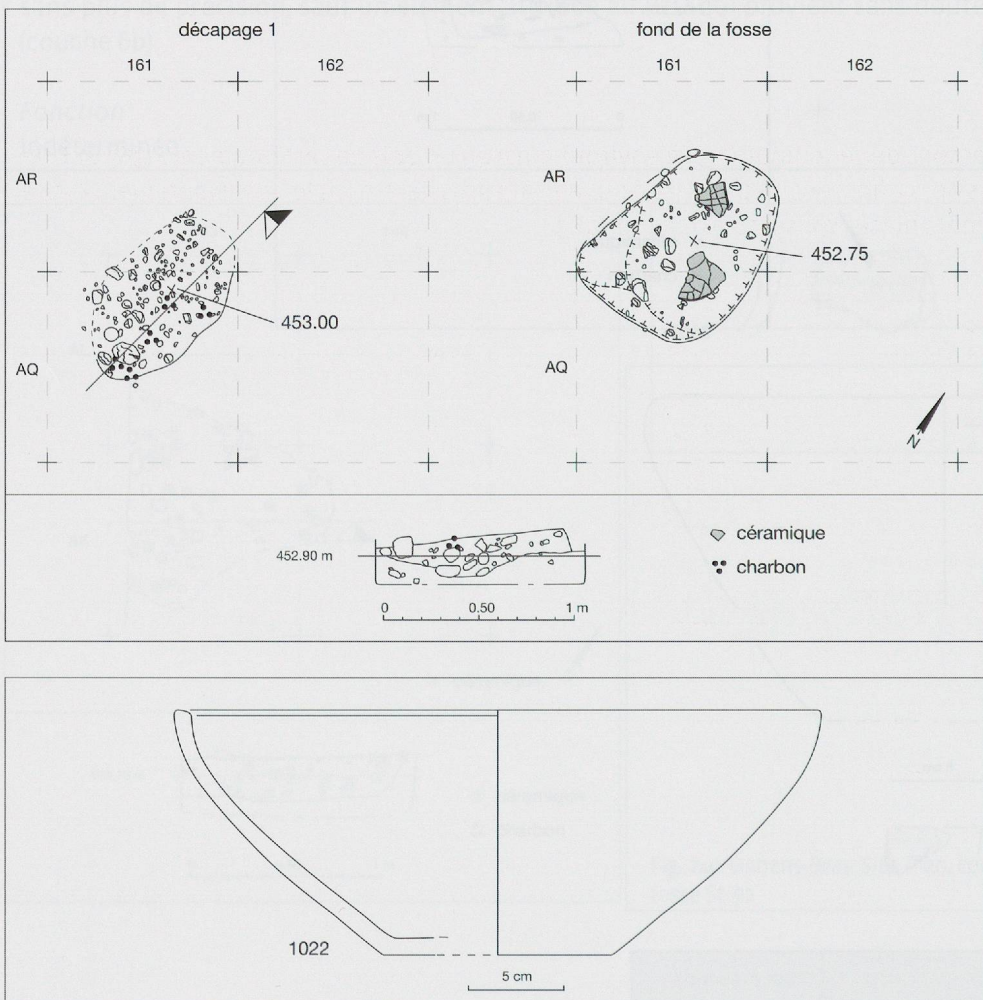 décapage 1
161 162
AR
453.00
AQ
fond de la fosse
161 162
AR
452.75
AQ
N
452.90 m
0 0.50 1 m
céramique
charbon
1022
5 cm